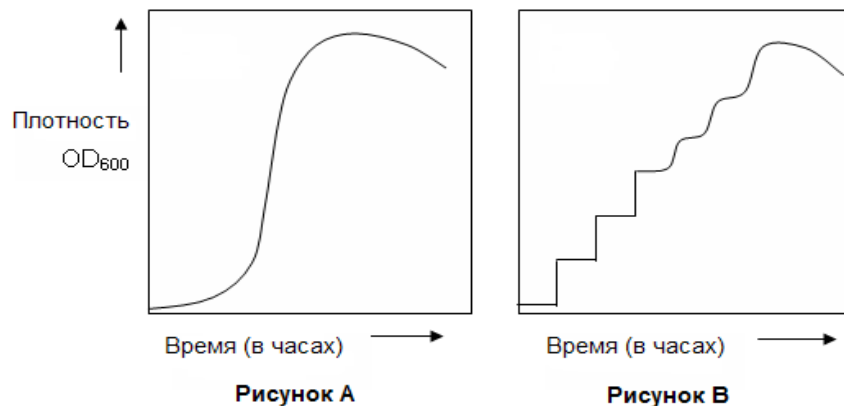 Плотность
OD₆₀₀
Время (в часах)
Время (в часах)
Рисунок А
Рисунок В